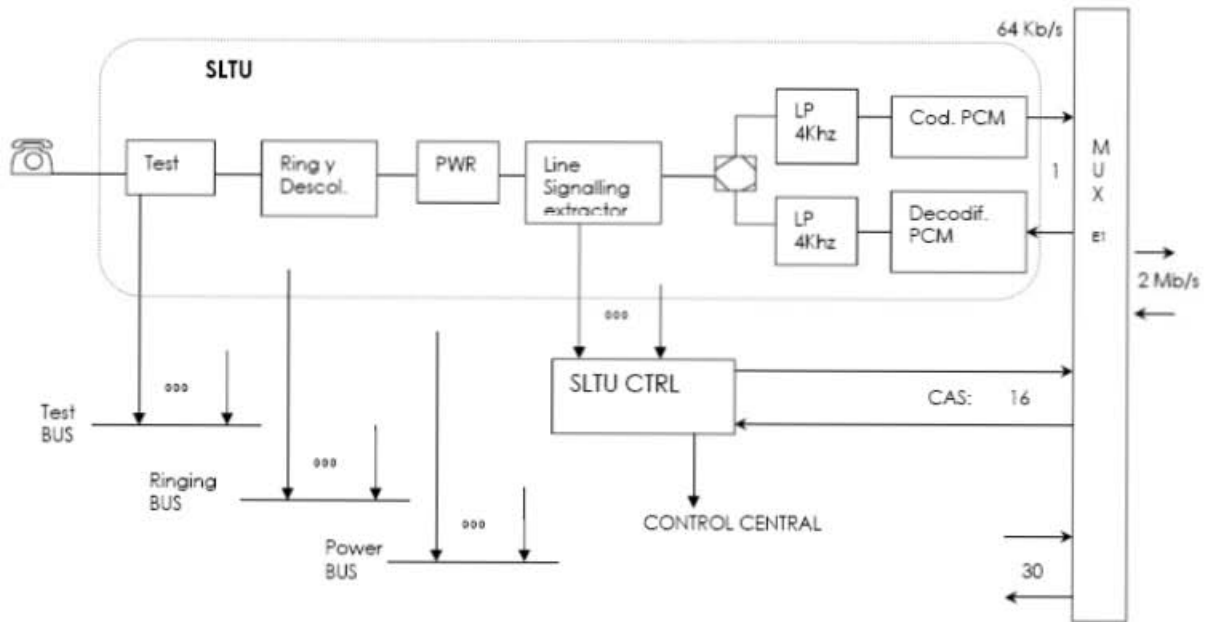 64 Kb/s
SLTU
LP
4Khz
Cod. PCM
Test
Ring y
Descol.
PWR
Line
Signalling
extractor
1
M
U
X
E1
LP
4Khz
Decodif.
PCM
2 Mb/s
ooo
SLTU CTRL
CAS: 16
ooo
Test
BUS
ooo
Ringing
BUS
CONTROL CENTRAL
ooo
Power
BUS
30